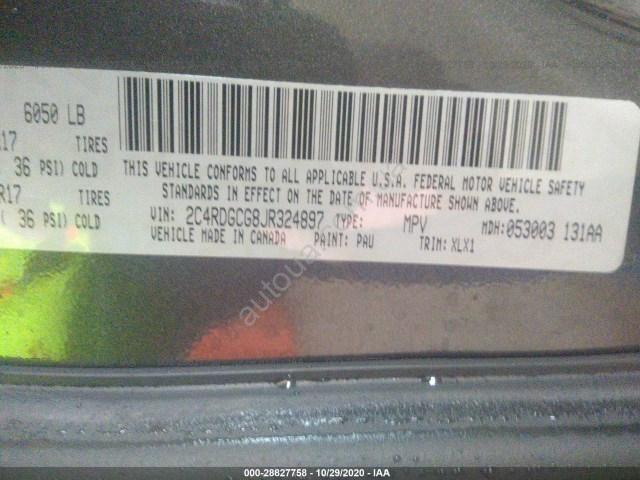 6050 LB
R17 TIRES
36 PSI) COLD
R17 TIRES
( 36 PSI) COLD
THIS VEHICLE CONFORMS TO ALL APPLICABLE U.S.A. FEDERAL MOTOR VEHICLE SAFETY
STANDARDS IN EFFECT ON THE DATE OF MANUFACTURE SHOWN ABOVE.
VIN: 2C4RDGCG8JR324897 TYPE: MPV MDH: 053003 131AA
VEHICLE MADE IN CANADA PAINT: PAU TRIM: XLX1
000-28827758 | 10/29/2020 | IAA